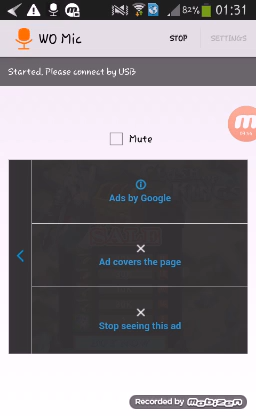 82% 01:31
WO Mic STOP SETTINGS
Started. Please connect by USB
Mute
Ads by Google
Ad covers the page
Stop seeing this ad
Recorded by Mobizen